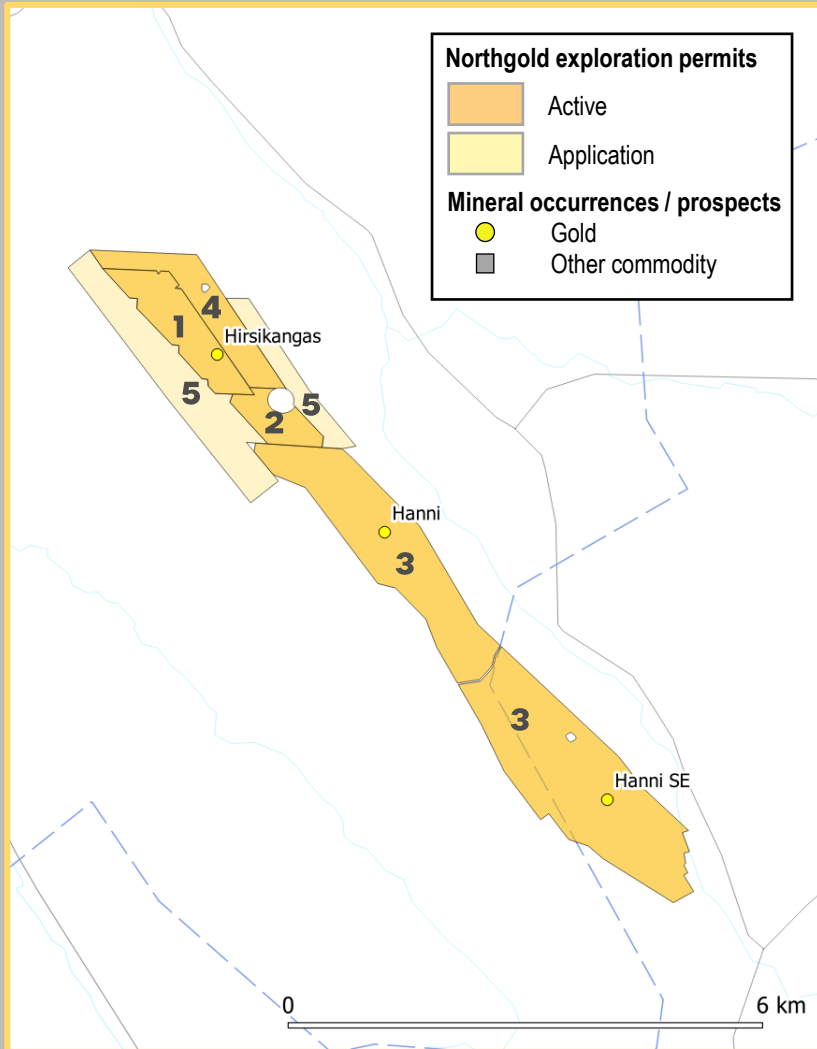 Northgold exploration permits
Active
Application
Mineral occurrences / prospects
Gold
Other commodity
4
1
Hirsikangas
5
5
2
Hanni
3
3
Hanni SE
0
6 km